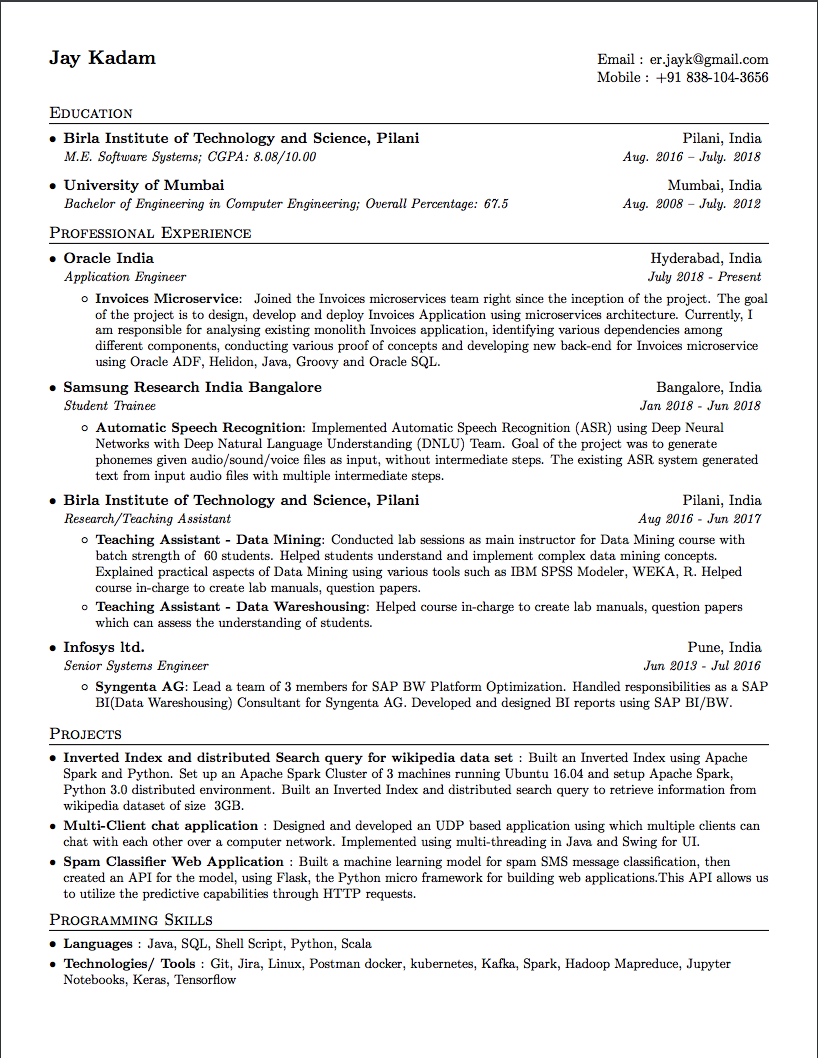 Jay Kadam
Email : er.jayk@gmail.com
Mobile : +91 838-104-3656
Education
• Birla Institute of Technology and Science, Pilani Pilani, India
M.E. Software Systems; CGPA: 8.08/10.00 Aug. 2016 – July. 2018
• University of Mumbai Mumbai, India
Bachelor of Engineering in Computer Engineering; Overall Percentage: 67.5 Aug. 2008 – July. 2012
Professional Experience
• Oracle India Hyderabad, India
Application Engineer July 2018 - Present
◦ Invoices Microservice: Joined the Invoices microservices team right since the inception of the project. The goal
of the project is to design, develop and deploy Invoices Application using microservices architecture. Currently, I
am responsible for analysing existing monolith Invoices application, identifying various dependencies among
different components, conducting various proof of concepts and developing new back-end for Invoices microservice
using Oracle ADF, Helidon, Java, Groovy and Oracle SQL.
• Samsung Research India Bangalore Bangalore, India
Student Trainee Jan 2018 - Jun 2018
◦ Automatic Speech Recognition: Implemented Automatic Speech Recognition (ASR) using Deep Neural
Networks with Deep Natural Language Understanding (DNLU) Team. Goal of the project was to generate
phonemes given audio/sound/voice files as input, without intermediate steps. The existing ASR system generated
text from input audio files with multiple intermediate steps.
• Birla Institute of Technology and Science, Pilani Pilani, India
Research/Teaching Assistant Aug 2016 - Jun 2017
◦ Teaching Assistant - Data Mining: Conducted lab sessions as main instructor for Data Mining course with
batch strength of 60 students. Helped students understand and implement complex data mining concepts.
Explained practical aspects of Data Mining using various tools such as IBM SPSS Modeler, WEKA, R. Helped
course in-charge to create lab manuals, question papers.
◦ Teaching Assistant - Data Warehousing: Helped course in-charge to create lab manuals, question papers
which can assess the understanding of students.
• Infosys ltd. Pune, India
Senior Systems Engineer Jun 2013 - Jul 2016
◦ Syngenta AG: Lead a team of 3 members for SAP BW Platform Optimization. Handled responsibilities as a SAP
BI(Data Warehousing) Consultant for Syngenta AG. Developed and designed BI reports using SAP BI/BW.
Projects
• Inverted Index and distributed Search query for wikipedia data set : Built an Inverted Index using Apache
Spark and Python. Set up an Apache Spark Cluster of 3 machines running Ubuntu 16.04 and setup Apache Spark,
Python 3.0 distributed environment. Built an Inverted Index and distributed search query to retrieve information from
wikipedia dataset of size 3GB.
• Multi-Client chat application : Designed and developed an UDP based application using which multiple clients can
chat with each other over a computer network. Implemented using multi-threading in Java and Swing for UI.
• Spam Classifier Web Application : Built a machine learning model for spam SMS message classification, then
created an API for the model, using Flask, the Python micro framework for building web applications.This API allows us
to utilize the predictive capabilities through HTTP requests.
Programming Skills
• Languages : Java, SQL, Shell Script, Python, Scala
• Technologies/ Tools : Git, Jira, Linux, Postman docker, kubernetes, Kafka, Spark, Hadoop Mapreduce, Jupyter
Notebooks, Keras, Tensorflow